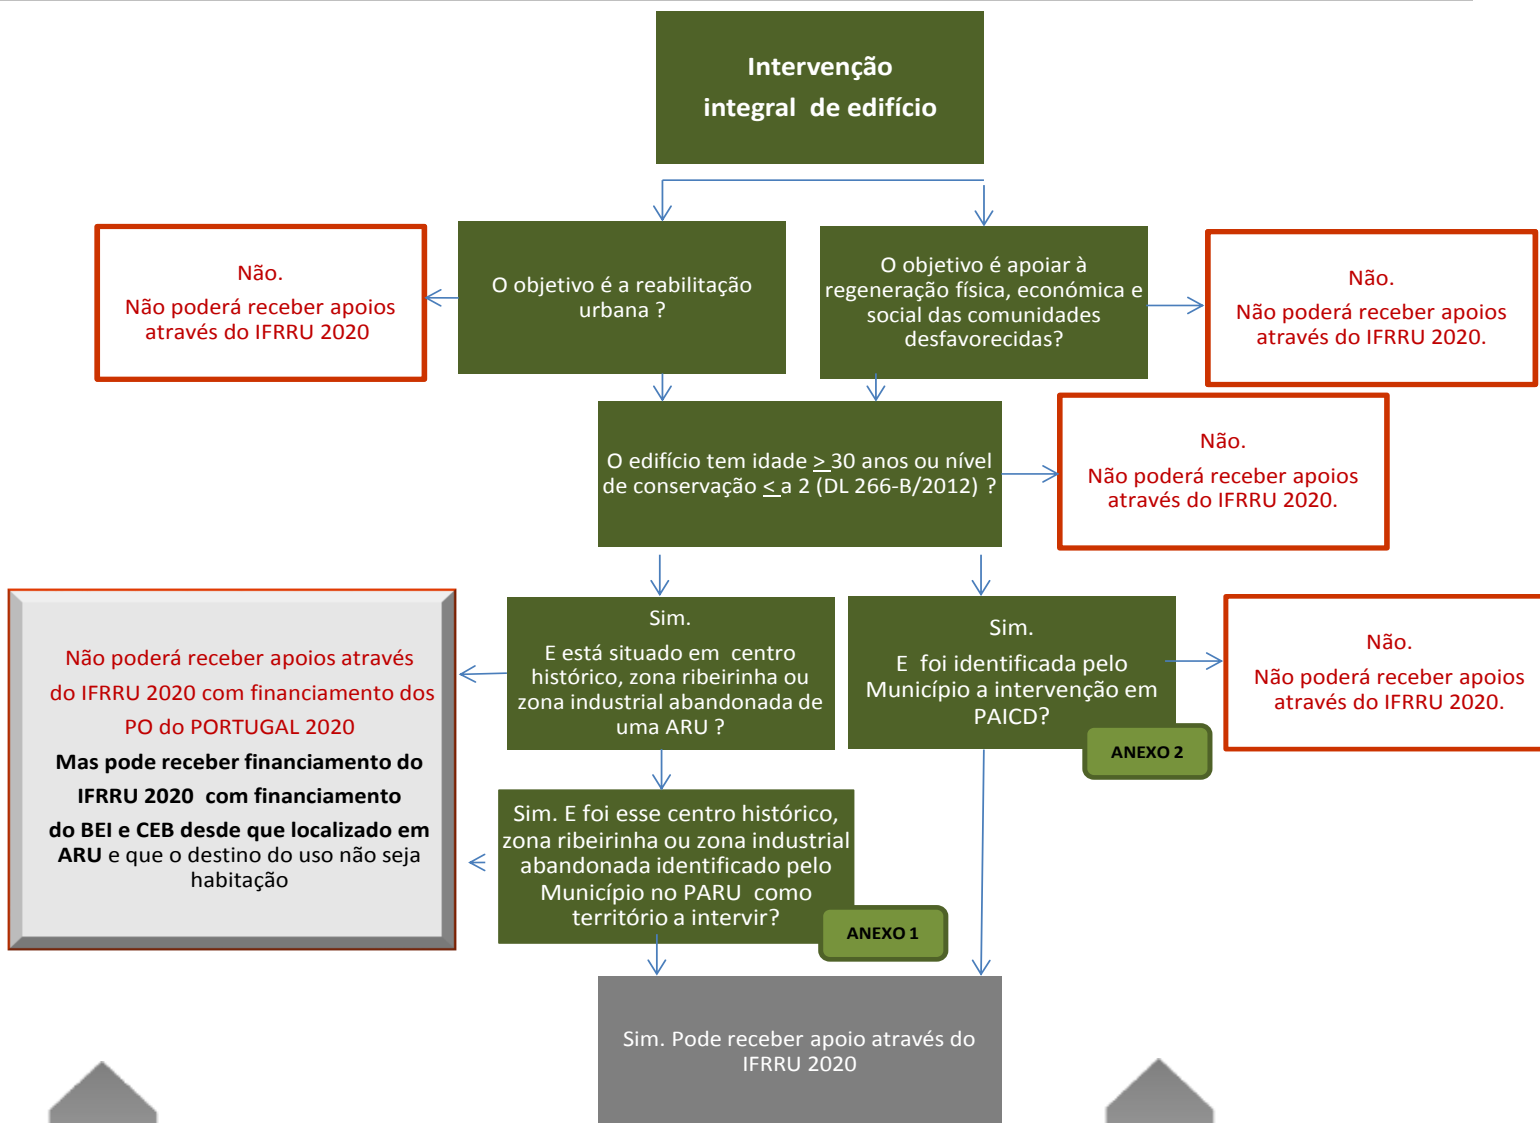 Intervenção
integral de edifício
Não.
Não poderá receber apoios
através do IFRRU 2020
O objetivo é a reabilitação
urbana ?
O objetivo é apoiar à
regeneração física, económica e
social das comunidades
desfavorecidas?
Não.
Não poderá receber apoios
através do IFRRU 2020.
O edifício tem idade > 30 anos ou nível
de conservação < a 2 (DL 266-B/2012) ?
Não.
Não poderá receber apoios
através do IFRRU 2020.
Não poderá receber apoios através
do IFRRU 2020 com financiamento dos
PO do PORTUGAL 2020
Mas pode receber financiamento do
IFRRU 2020 com financiamento
do BEI e CEB desde que localizado em
ARU e que o destino do uso não seja
habitação
Sim.
E está situado em centro
histórico, zona ribeirinha ou
zona industrial abandonada de
uma ARU ?
Sim.
E foi identificada pelo
Município a intervenção em
PAICD?
ANEXO 2
Não.
Não poderá receber apoios
através do IFRRU 2020.
Sim. E foi esse centro histórico,
zona ribeirinha ou zona industrial
abandonada identificado pelo
Município no PARU como
território a intervir?
ANEXO 1
Sim. Pode receber apoio através do
IFRRU 2020